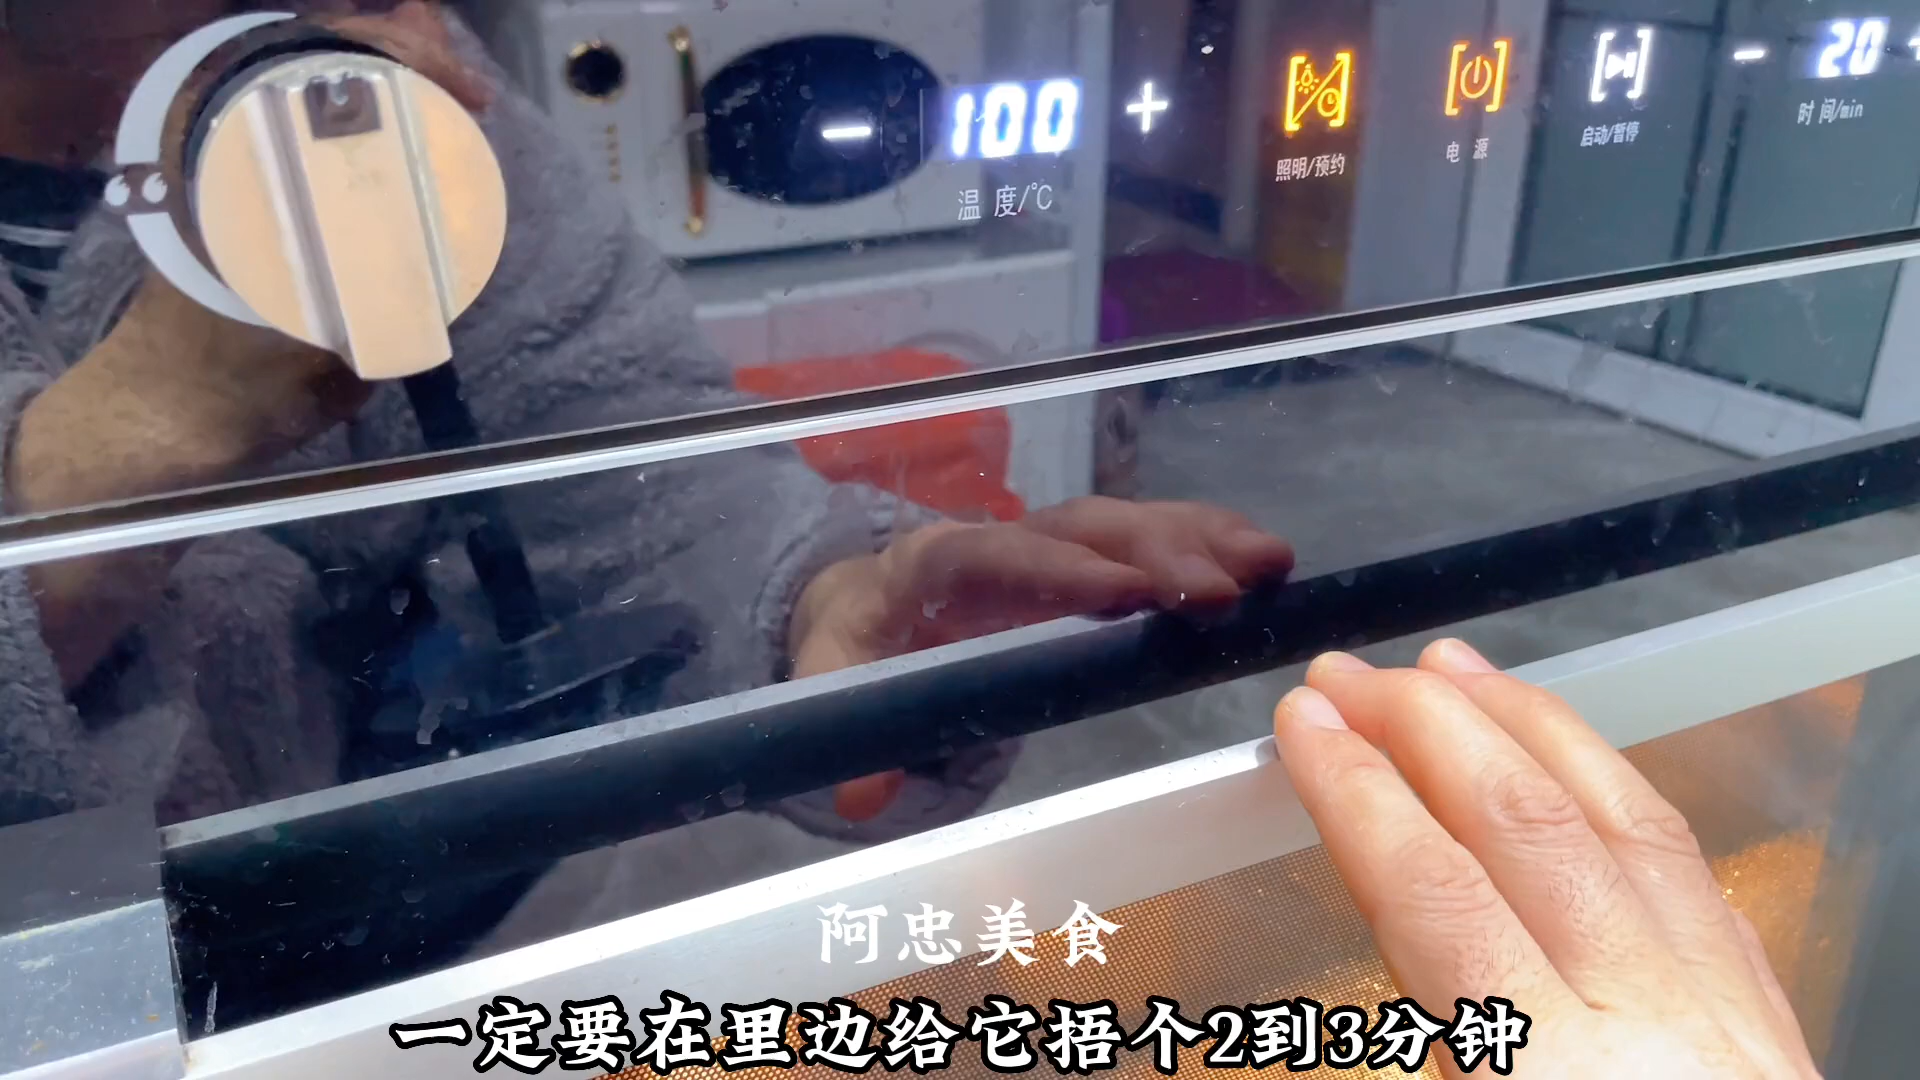 100
温 度/℃
照明/预约
电 源
启动/暂停
20
时 间/min
阿忠美食
一定要在里边给它捂个2到3分钟